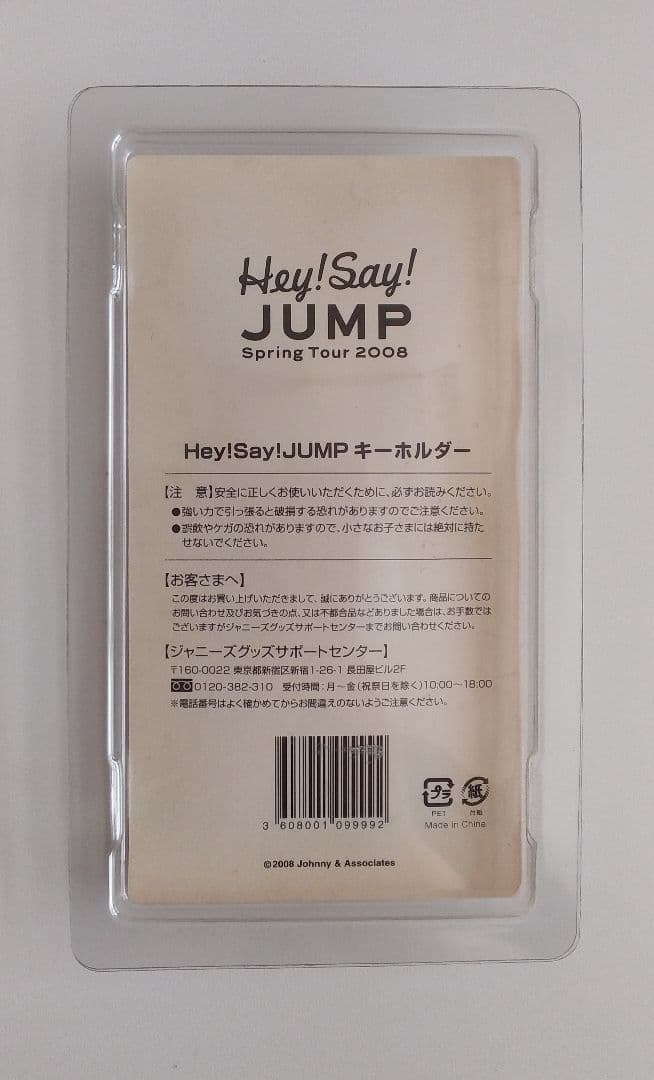 Hey!Say!
JUMP
Spring Tour 2008
Hey!Say!JUMP キーホルダー
【注　意】安全に正しくお使いいただくために、必ずお読みください。
●強い力で引っ張ると破損する恐れがありますのでご注意ください。
●誤飲やケガの恐れがありますので、小さなお子さまには絶対に持た
せないでください。
【お客さまへ】
この度はお買い上げいただきまして、誠にありがとうございます。商品についての
お問い合わせ及びお気づきの点、又は不都合品などありました場合は、お手数では
ございますがジャニーズグッズサポートセンターまでお問い合わせください。
【ジャニーズグッズサポートセンター】
〒160-0022 東京都新宿区新宿1-26-1 長田屋ビル2F
0120-382-310　受付時間：月〜金（祝祭日を除く）10:00〜18:00
※電話番号はよく確かめてからお間違えのないようご注意ください。
3 608001 099992
プラ 紙
PET 台紙
Made in China
©2008 Johnny & Associates